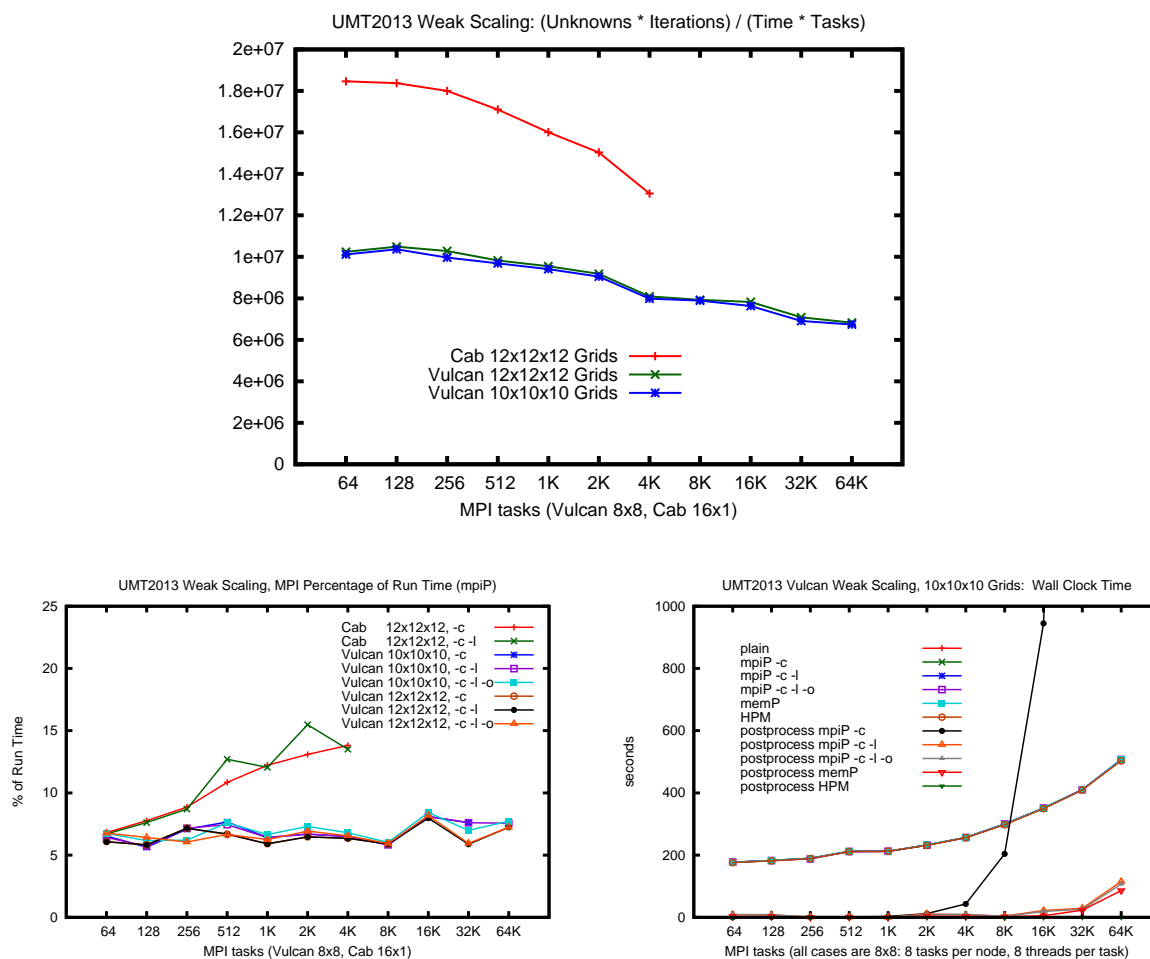 UMT2013 Weak Scaling: (Unknowns * Iterations) / (Time * Tasks)
2e+07
1.8e+07
1.6e+07
1.4e+07
1.2e+07
1e+07
8e+06
6e+06
4e+06
2e+06
0
Cab 12x12x12 Grids
Vulcan 12x12x12 Grids
Vulcan 10x10x10 Grids
64 128 256 512 1K 2K 4K 8K 16K 32K 64K
MPI tasks (Vulcan 8x8, Cab 16x1)
UMT2013 Weak Scaling, MPI Percentage of Run Time (mpiP)
25
20
15
10
5
0
% of Run Time
Cab 12x12x12, -c
Cab 12x12x12, -c -l
Vulcan 10x10x10, -c
Vulcan 10x10x10, -c -l
Vulcan 10x10x10, -c -l -o
Vulcan 12x12x12, -c
Vulcan 12x12x12, -c -l
Vulcan 12x12x12, -c -l -o
64 128 256 512 1K 2K 4K 8K 16K 32K 64K
MPI tasks (Vulcan 8x8, Cab 16x1)
UMT2013 Vulcan Weak Scaling, 10x10x10 Grids: Wall Clock Time
1000
800
600
400
200
0
seconds
plain
mpiP -c
mpiP -c -l
mpiP -c -l -o
memP
HPM
postprocess mpiP -c
postprocess mpiP -c -l
postprocess mpiP -c -l -o
postprocess memP
postprocess HPM
64 128 256 512 1K 2K 4K 8K 16K 32K 64K
MPI tasks (all cases are 8x8: 8 tasks per node, 8 threads per task)